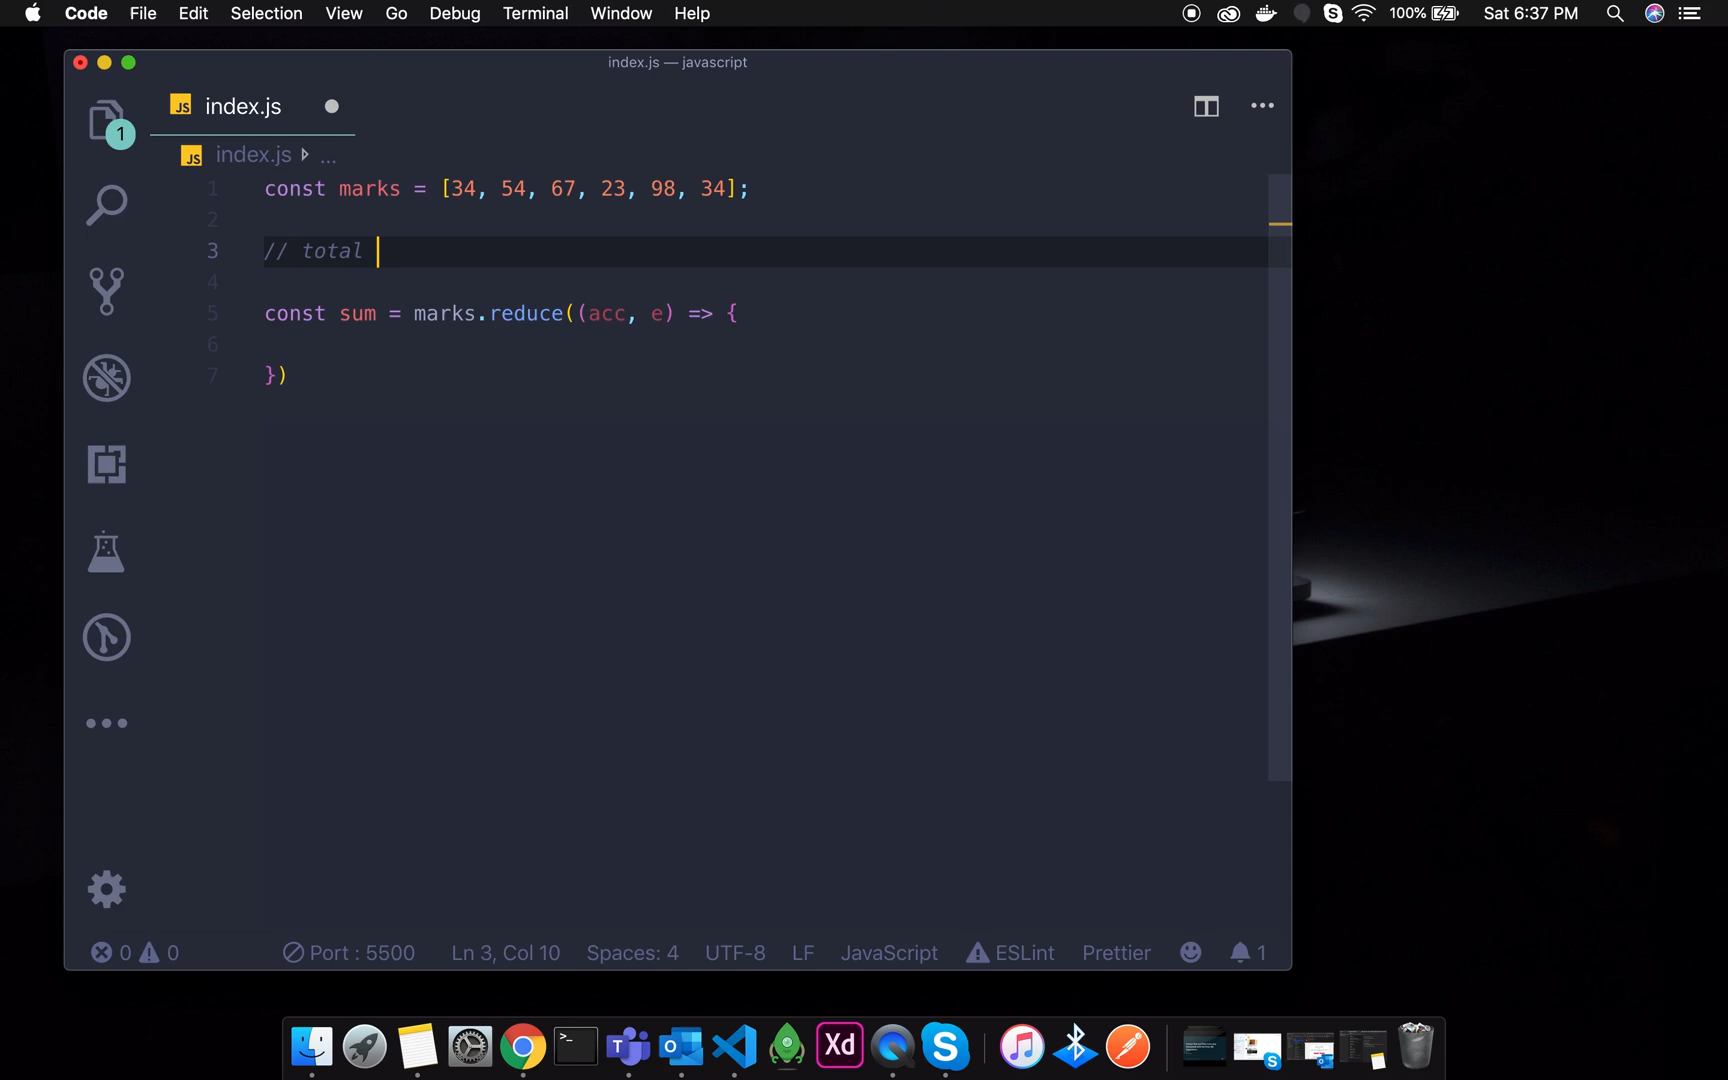 Code File Edit Selection View Go Debug Terminal Window Help 100% Sat 6:37 PM
index.js — javascript
JS index.js
1
JS index.js ...
1 const marks = [34, 54, 67, 23, 98, 34];
2
3 // total
4
5 const sum = marks.reduce((acc, e) => {
6
7 })
0 0 Port : 5500 Ln 3, Col 10 Spaces: 4 UTF-8 LF JavaScript ESLint Prettier 1
>_ T O Xd S S